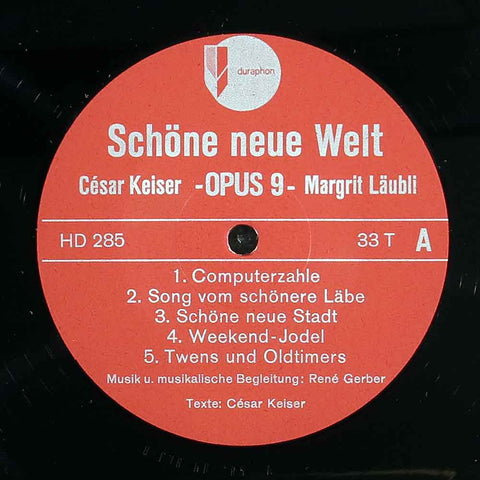 duraphon
Schöne neue Welt
César Keiser -OPUS 9- Margrit Läubli
HD 285 33 T A
1. Computerzahle
2. Song vom schönere Läbe
3. Schöne neue Stadt
4. Weekend-Jodel
5. Twens und Oldtimers
Musik u. musikalische Begleitung: René Gerber
Texte: César Keiser